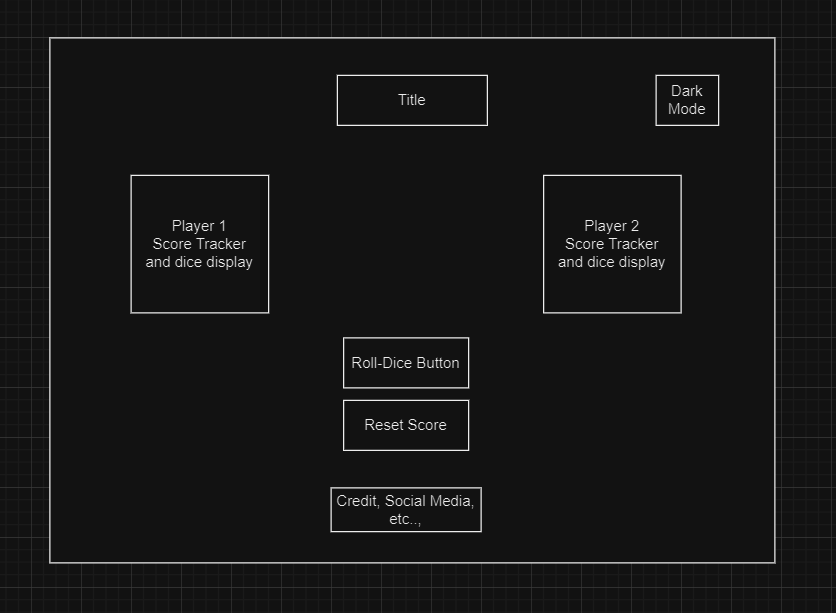 Title
Dark
Mode
Player 1
Score Tracker
and dice display
Player 2
Score Tracker
and dice display
Roll-Dice Button
Reset Score
Credit, Social Media,
etc..,